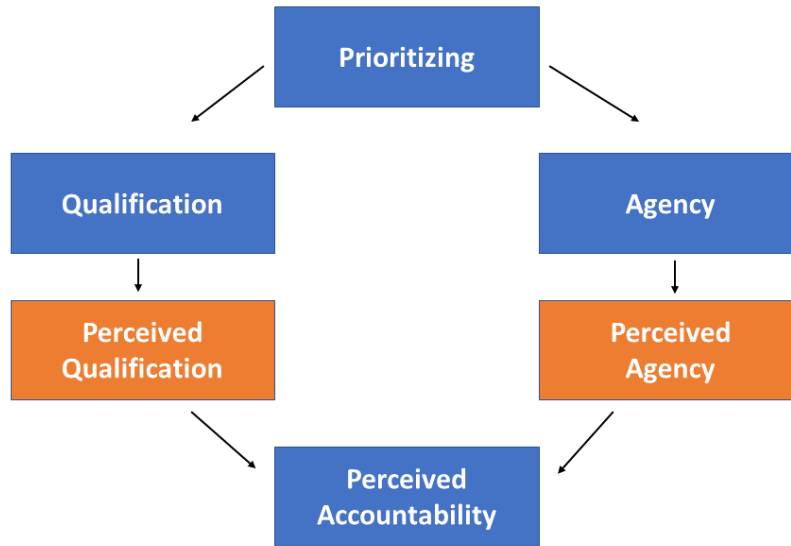 Prioritizing
Qualification
Agency
Perceived
Qualification
Perceived
Agency
Perceived
Accountability